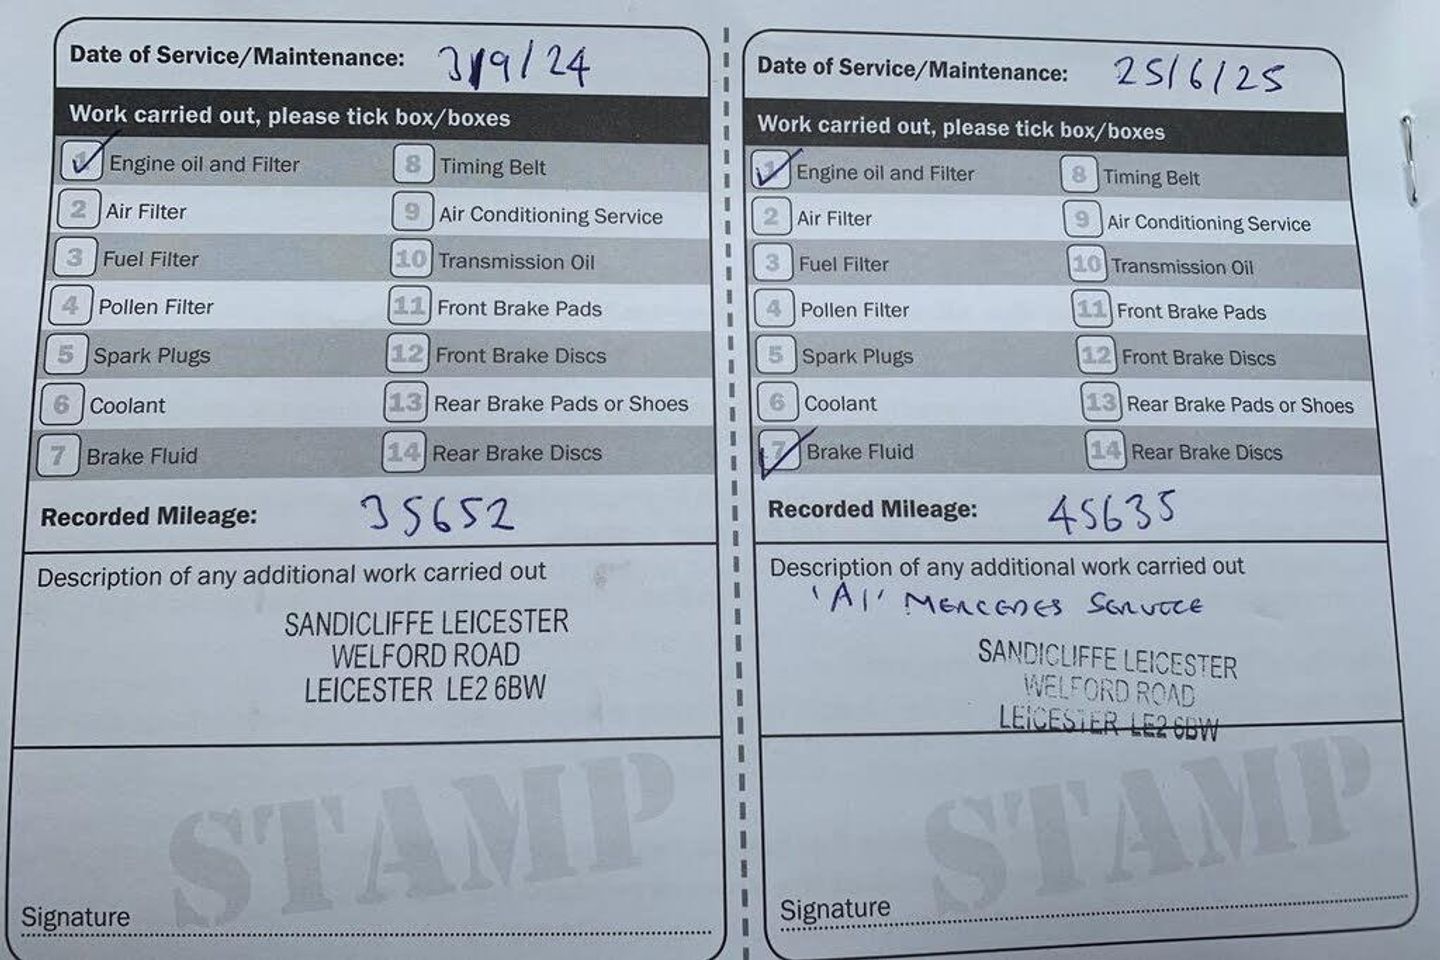 Date of Service/Maintenance: 3/9/24
Work carried out, please tick box/boxes
1 Engine oil and Filter
8 Timing Belt
2 Air Filter
9 Air Conditioning Service
3 Fuel Filter
10 Transmission Oil
4 Pollen Filter
11 Front Brake Pads
5 Spark Plugs
12 Front Brake Discs
6 Coolant
13 Rear Brake Pads or Shoes
7 Brake Fluid
14 Rear Brake Discs
Recorded Mileage: 35652
Description of any additional work carried out
SANDICLIFFE LEICESTER
WELFORD ROAD
LEICESTER LE2 6BW
STAMP
Signature
Date of Service/Maintenance: 25/6/25
Work carried out, please tick box/boxes
1 Engine oil and Filter
8 Timing Belt
2 Air Filter
9 Air Conditioning Service
3 Fuel Filter
10 Transmission Oil
4 Pollen Filter
11 Front Brake Pads
5 Spark Plugs
12 Front Brake Discs
6 Coolant
13 Rear Brake Pads or Shoes
7 Brake Fluid
14 Rear Brake Discs
Recorded Mileage: 45635
Description of any additional work carried out
'A1' MERCEDES SERVICE
SANDICLIFFE LEICESTER
WELFORD ROAD
LEICESTER LE2 6BW
STAMP
Signature